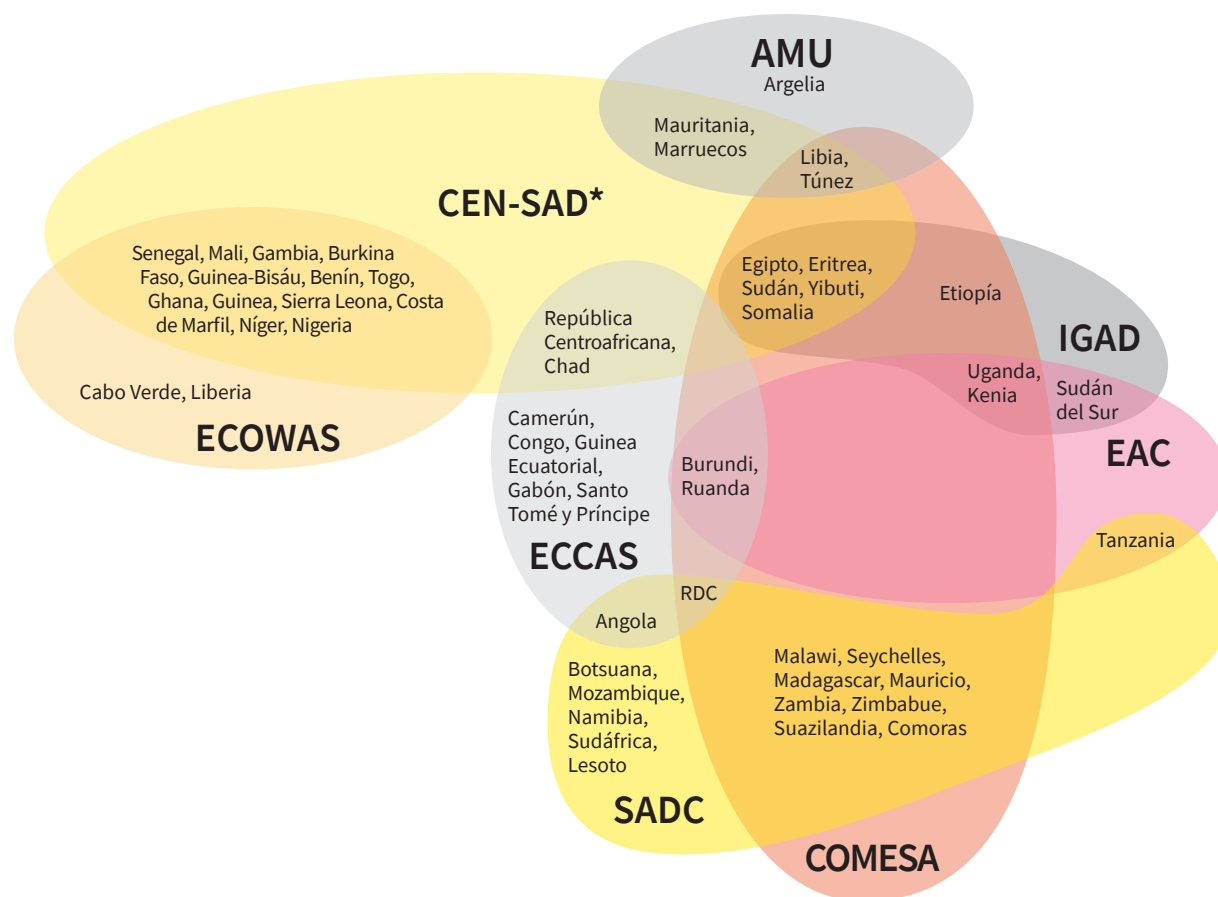 AMU
Argelia
Mauritania,
Marruecos
Libia,
Túnez
CEN-SAD*
Senegal, Mali, Gambia, Burkina
Faso, Guinea-Bisáu, Benín, Togo,
Ghana, Guinea, Sierra Leona, Costa
de Marfil, Níger, Nigeria
Egipto, Eritrea,
Sudán, Yibuti,
Somalia
Etiopía
IGAD
República
Centroafricana,
Chad
Cabo Verde, Liberia
ECOWAS
Uganda,
Kenia
Sudán
del Sur
EAC
Camerún,
Congo, Guinea
Ecuatorial,
Gabón, Santo
Tomé y Príncipe
Burundi,
Ruanda
ECCAS
Tanzania
RDC
Angola
Botsuana,
Mozambique,
Namibia,
Sudáfrica,
Lesoto
Malawi, Seychelles,
Madagascar, Mauricio,
Zambia, Zimbabue,
Suazilandia, Comoras
SADC
COMESA